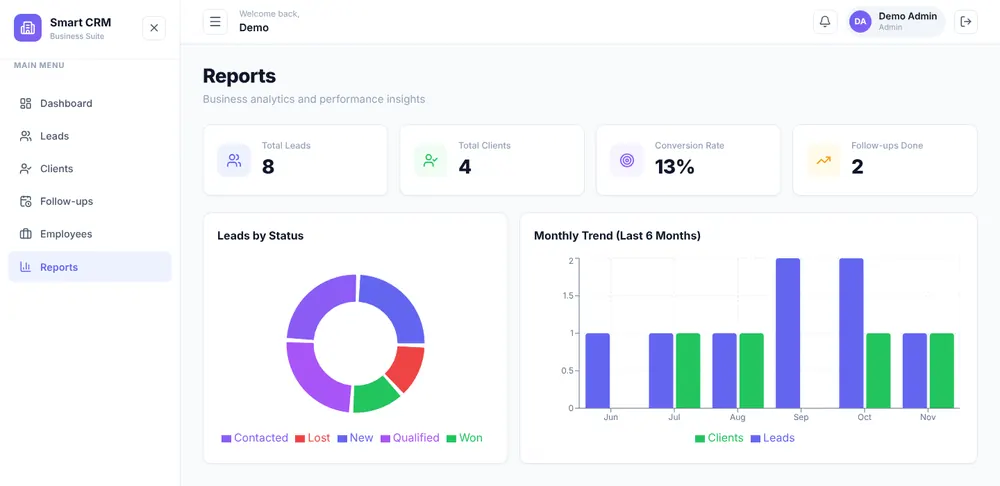 Smart CRM
Business Suite
MAIN MENU
Dashboard
Leads
Clients
Follow-ups
Employees
Reports
Welcome back,
Demo
DA
Demo Admin
Admin
Reports
Business analytics and performance insights
Total Leads
8
Total Clients
4
Conversion Rate
13%
Follow-ups Done
2
Leads by Status
Contacted Lost New Qualified Won
Monthly Trend (Last 6 Months)
2
1.5
1
0.5
0
Jun Jul Aug Sep Oct Nov
Clients Leads